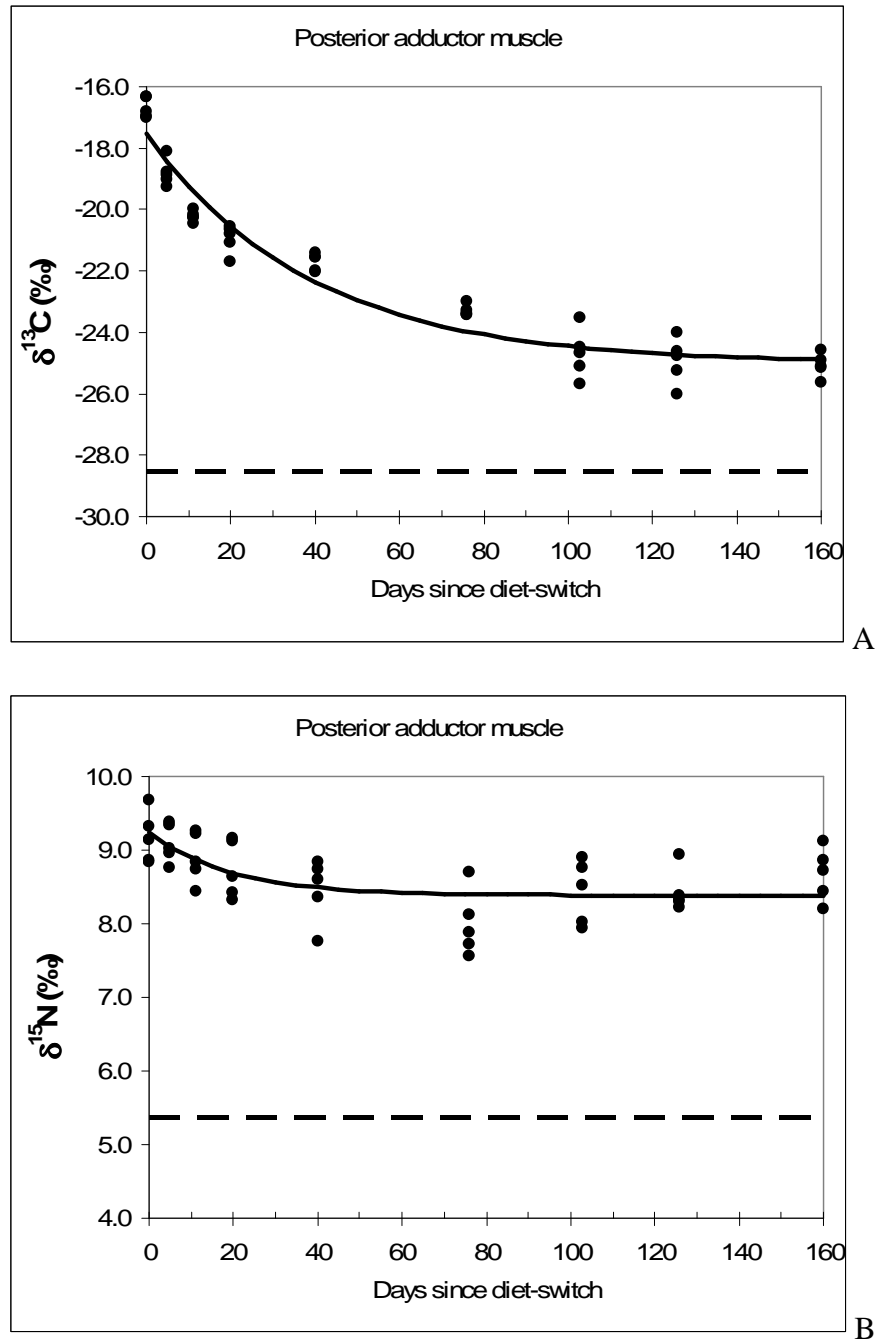 Posterior adductor muscle
-16.0
-18.0
-20.0
-22.0
-24.0
-26.0
-28.0
-30.0
δ13C (‰)
0 20 40 60 80 100 120 140 160
Days since diet-switch
A
Posterior adductor muscle
10.0
9.0
8.0
7.0
6.0
5.0
4.0
δ15N (‰)
0 20 40 60 80 100 120 140 160
Days since diet-switch
B